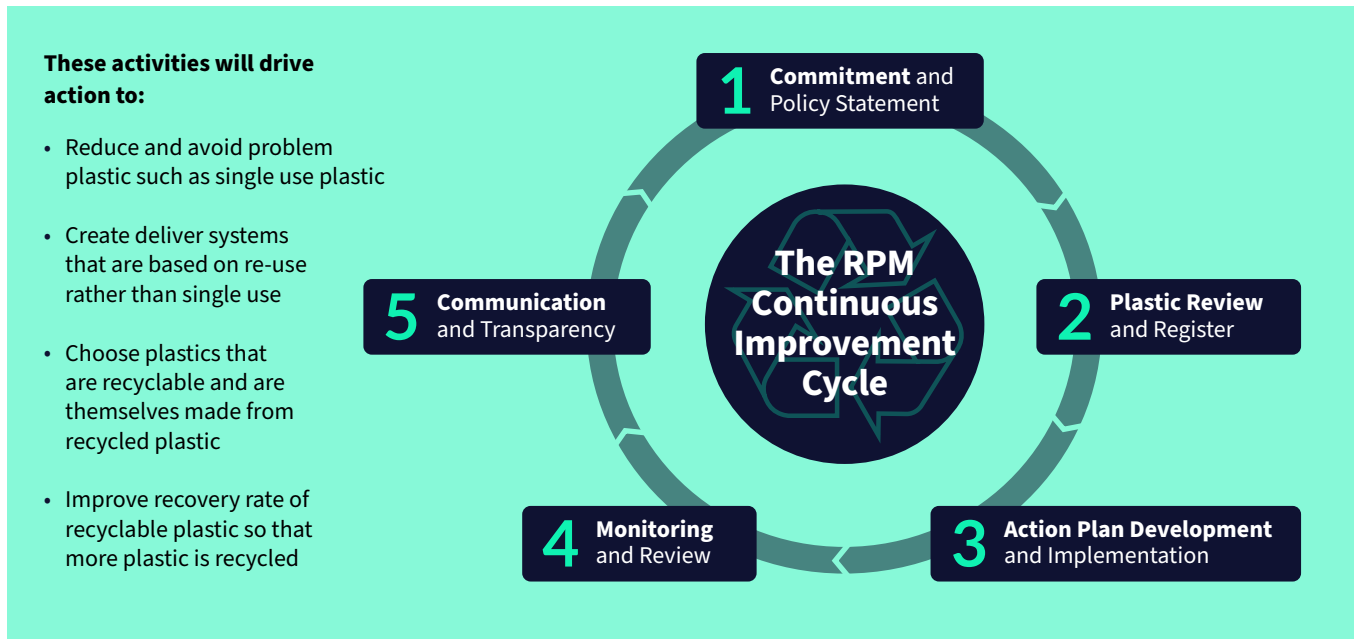 These activities will drive
action to:
• Reduce and avoid problem
plastic such as single use plastic
• Create deliver systems
that are based on re-use
rather than single use
• Choose plastics that
are recyclable and are
themselves made from
recycled plastic
• Improve recovery rate of
recyclable plastic so that
more plastic is recycled
The RPM
Continuous
Improvement
Cycle
1 Commitment and
Policy Statement
2 Plastic Review
and Register
3 Action Plan Development
and Implementation
4 Monitoring
and Review
5 Communication
and Transparency